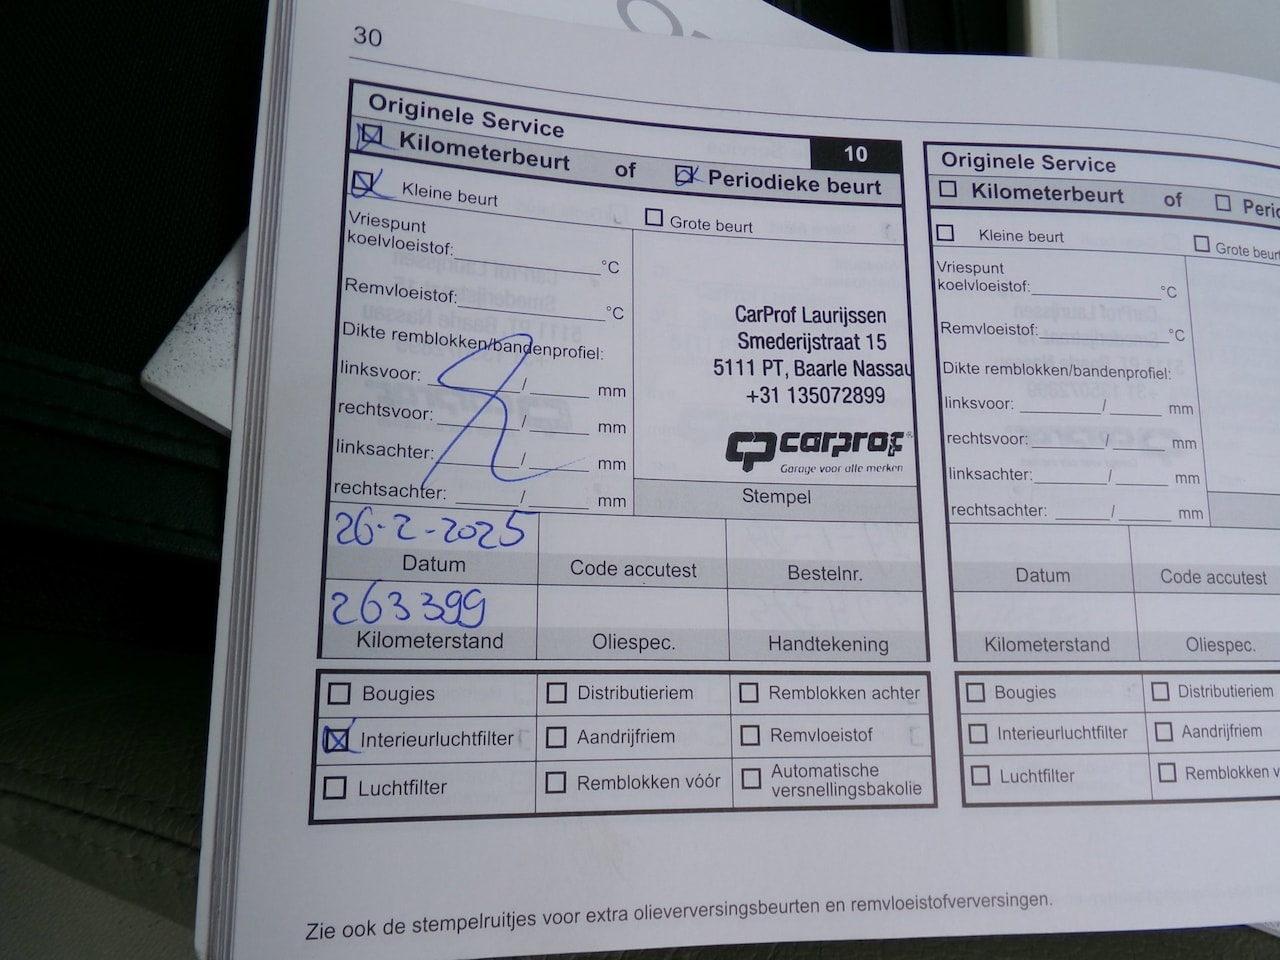 30
Originele Service
Kilometerbeurt of Periodieke beurt 10
Kleine beurt Grote beurt
Vriespunt
koelvloeistof: °C
Remvloeistof: °C
Dikte remblokken/bandenprofiel:
linksvoor: / mm
rechtsvoor: / mm
linksachter: / mm
rechtsachter: / mm
CarProf Laurijssen
Smederijstraat 15
5111 PT, Baarle Nassau
+31 135072899
carprof
Garage voor alle merken
Stempel
26-2-2025
Datum Code accutest Bestelnr.
263399
Kilometerstand Oliespec. Handtekening
Bougies Distributieriem Remblokken achter
Interieurluchtfilter Aandrijfriem Remvloeistof
Luchtfilter Remblokken vóór Automatische
versnellingsbakolie
Originele Service
Kilometerbeurt of Perio
Kleine beurt Grote beurt
Vriespunt
koelvloeistof: °C
Remvloeistof: °C
Dikte remblokken/bandenprofiel:
linksvoor: / mm
rechtsvoor: / mm
linksachter: / mm
rechtsachter: / mm
Datum Code accutest
Kilometerstand Oliespec.
Bougies Distributieriem
Interieurluchtfilter Aandrijfriem
Luchtfilter Remblokken v
Zie ook de stempelruitjes voor extra olieverversingsbeurten en remvloeistofverversingen.